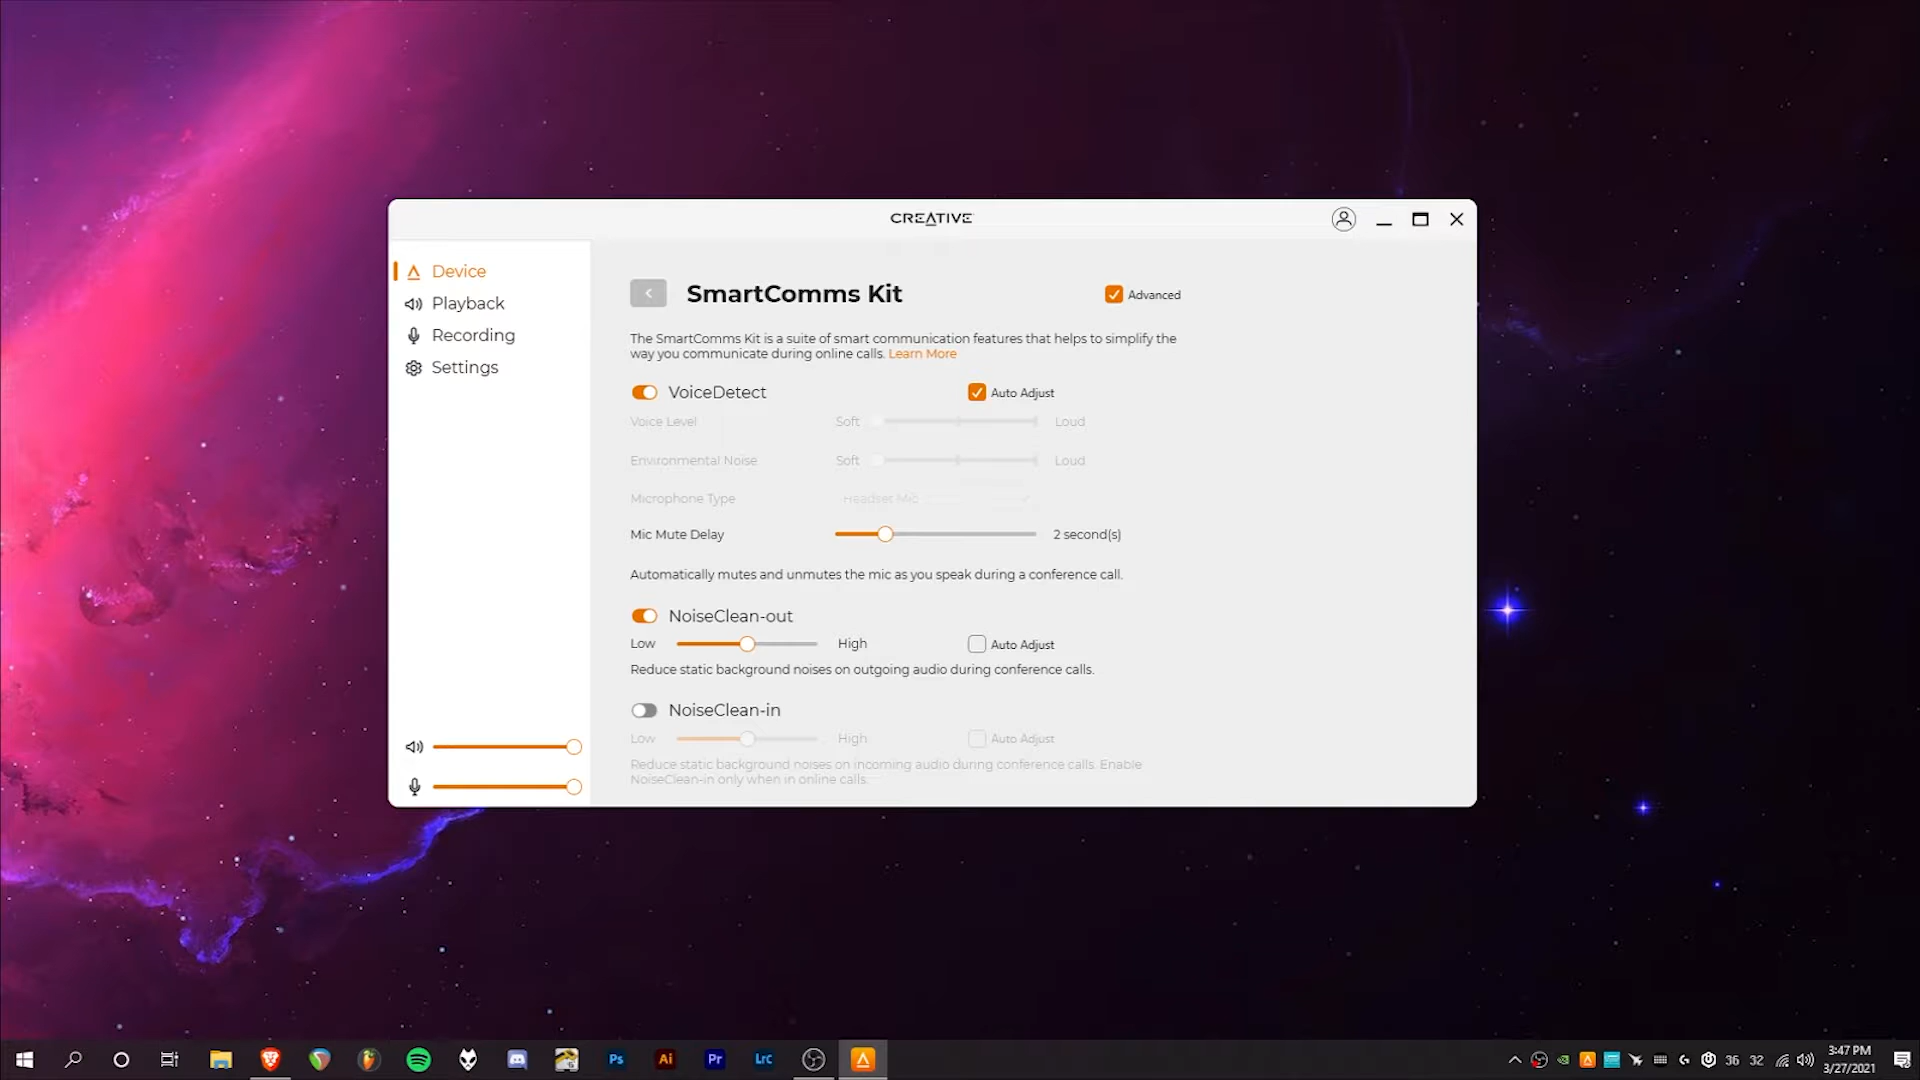 CREATIVE
Device
Playback
Recording
Settings
SmartComms Kit
Advanced
The SmartComms Kit is a suite of smart communication features that helps to simplify the
way you communicate during online calls. Learn More
VoiceDetect
Auto Adjust
Voice Level
Soft
Loud
Environmental Noise
Soft
Loud
Microphone Type
Headset Mic
Mic Mute Delay
2 second(s)
Automatically mutes and unmutes the mic as you speak during a conference call.
NoiseClean-out
Low
High
Auto Adjust
Reduce static background noises on outgoing audio during conference calls.
NoiseClean-in
Low
High
Auto Adjust
Reduce static background noises on incoming audio during conference calls. Enable
NoiseClean-in only when in online calls.
Ps
Ai
Pr
Lrc
36
32
3:47 PM
3/27/2021